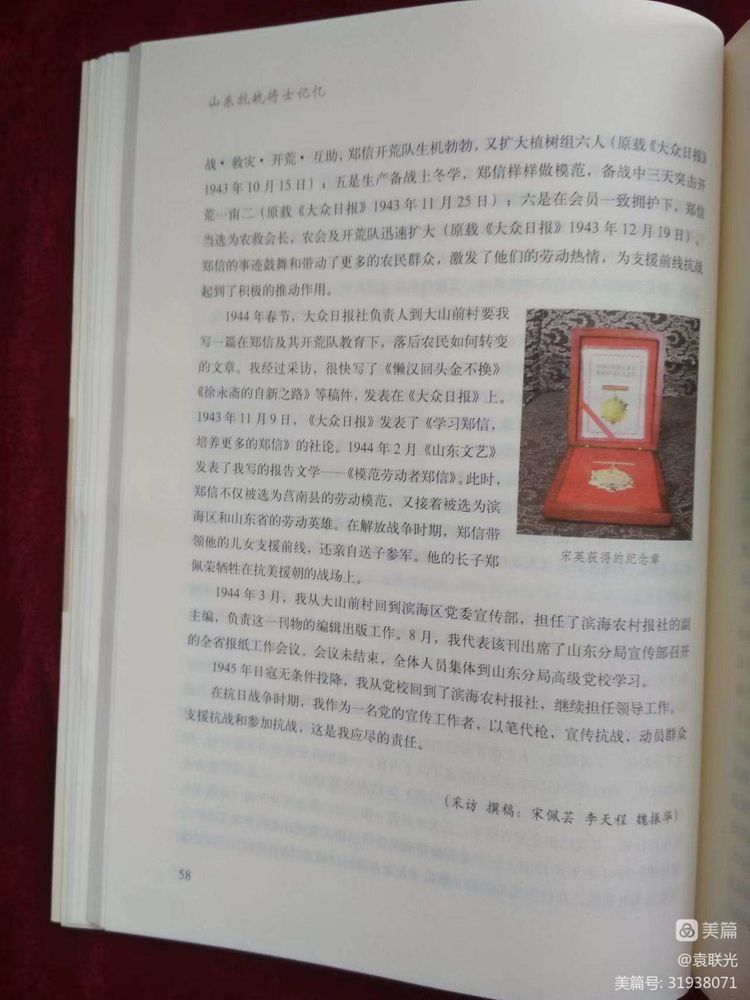 山东抗战将士记忆
战·救灾·开荒·互助，郑信开荒队生机勃勃，又扩大植树组六人（原载《大众日报》
1943年10月15日）；五是生产备战上冬学，郑信样样做模范，备战中三天突击开
荒一亩二（原载《大众日报》1943年11月25日）；六是在会员一致拥护下，郑信
当选为农救会长，农会及开荒队迅速扩大（原载《大众日报》1943年12月19日）。
郑信的事迹鼓舞和带动了更多的农民群众，激发了他们的劳动热情，为支援前线抗战
起到了积极的推动作用。
1944年春节，大众日报社负责人到大山前村要我
写一篇在郑信及其开荒队教育下，落后农民如何转变
的文章。我经过采访，很快写了《懒汉回头金不换》
《徐永斋的自新之路》等稿件，发表在《大众日报》上。
1943年11月9日，《大众日报》发表了《学习郑信，
培养更多的郑信》的社论。1944年2月《山东文艺》
发表了我写的报告文学——《模范劳动者郑信》。此时，
郑信不仅被选为莒南县的劳动模范，又接着被选为滨
海区和山东省的劳动英雄。在解放战争时期，郑信带
领他的儿女支援前线，还亲自送子参军。他的长子郑
佩荣牺牲在抗美援朝的战场上。
宋英获得的纪念章
1944年3月，我从大山前村回到滨海区党委宣传部，担任了滨海农村报社的副
主编，负责这一刊物的编辑出版工作。8月，我代表该刊出席了山东分局宣传部召开
的全省报纸工作会议。会议未结束，全体人员集体到山东分局高级党校学习。
1945年日寇无条件投降，我从党校回到了滨海农村报社，继续担任领导工作。
在抗日战争时期，我作为一名党的宣传工作者，以笔代枪，宣传抗战，动员群众
支援抗战和参加抗战，这是我应尽的责任。
（采访 撰稿：宋佩芸 李天程 魏振华）
58
美篇
@袁联光
美篇号: 31938071